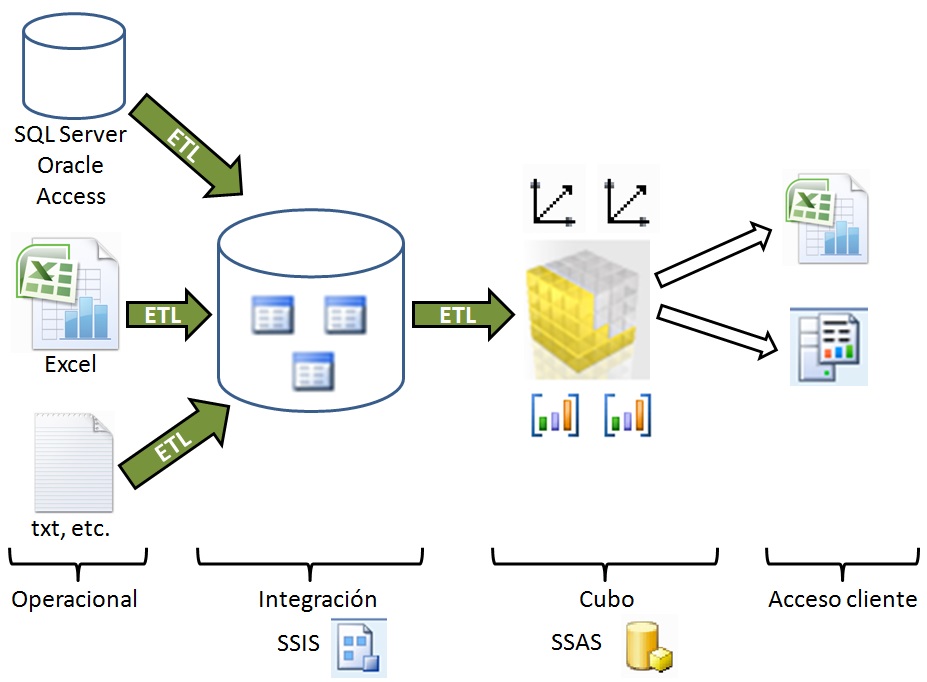 SQL Server
Oracle
Access
ETL
Excel
ETL
ETL
txt, etc.
ETL
Operacional
Integración
Cubo
Acceso cliente
SSIS
SSAS